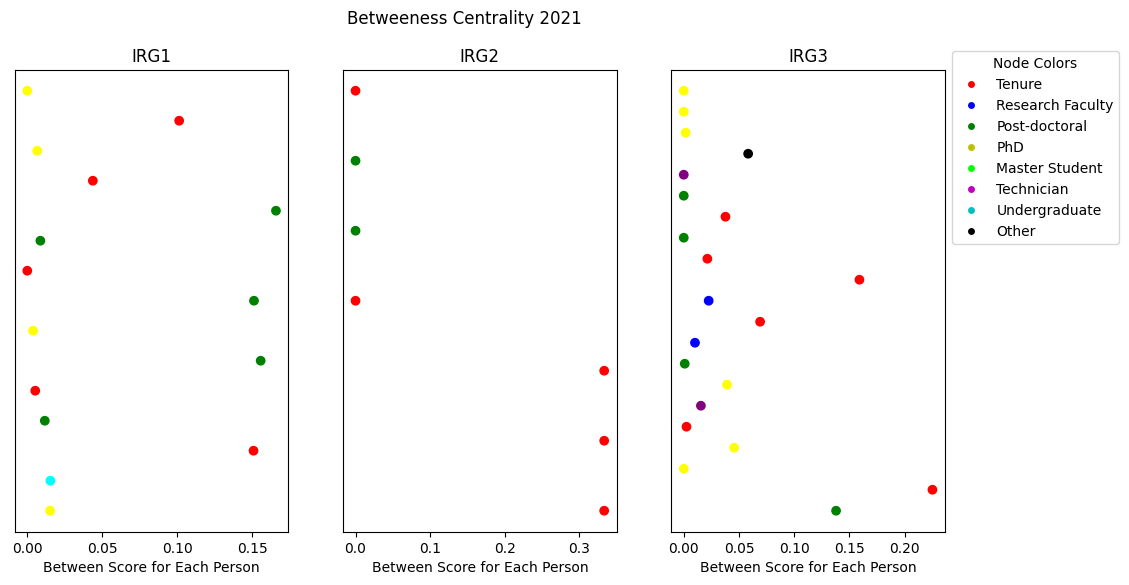 Betweeness Centrality 2021
IRG1
IRG2
IRG3
Node Colors
Tenure
Research Faculty
Post-doctoral
PhD
Master Student
Technician
Undergraduate
Other
0.00 0.05 0.10 0.15
Between Score for Each Person
0.0 0.1 0.2 0.3
Between Score for Each Person
0.00 0.05 0.10 0.15 0.20
Between Score for Each Person